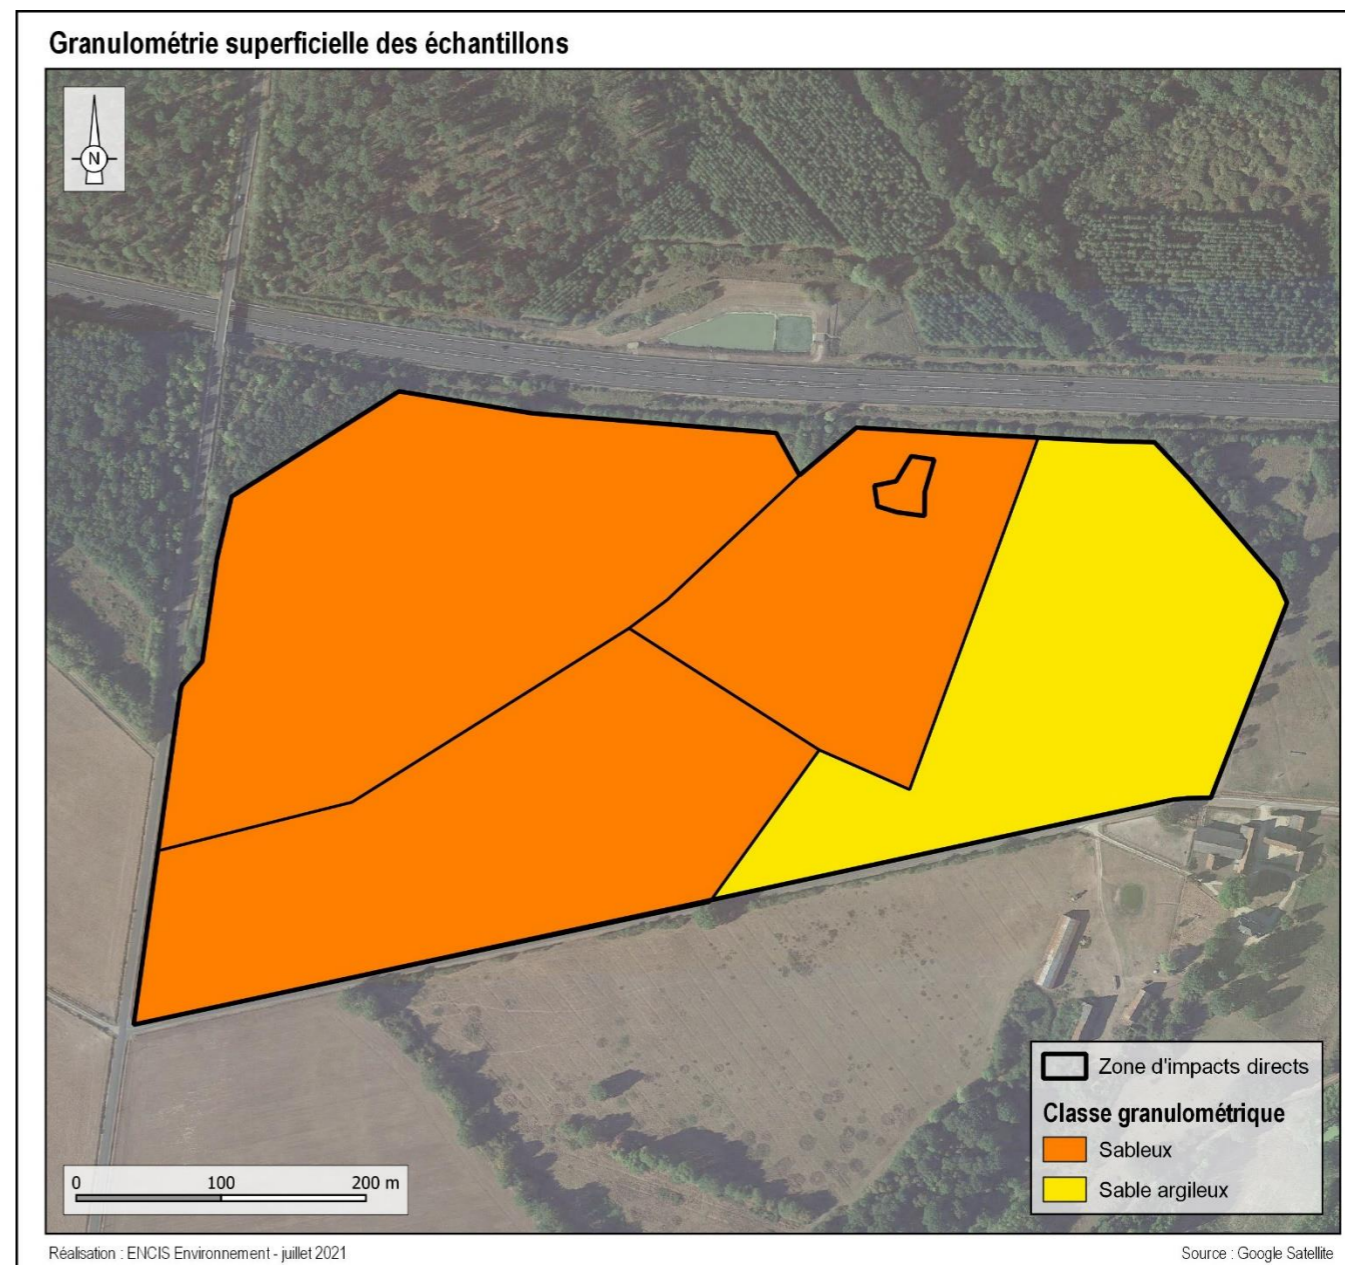 Granulométrie superficielle des échantillons
N
Zone d'impacts directs
Classe granulométrique
Sableux
Sable argileux
0 100 200 m
Réalisation : ENCIS Environnement - juillet 2021
Source : Google Satellite